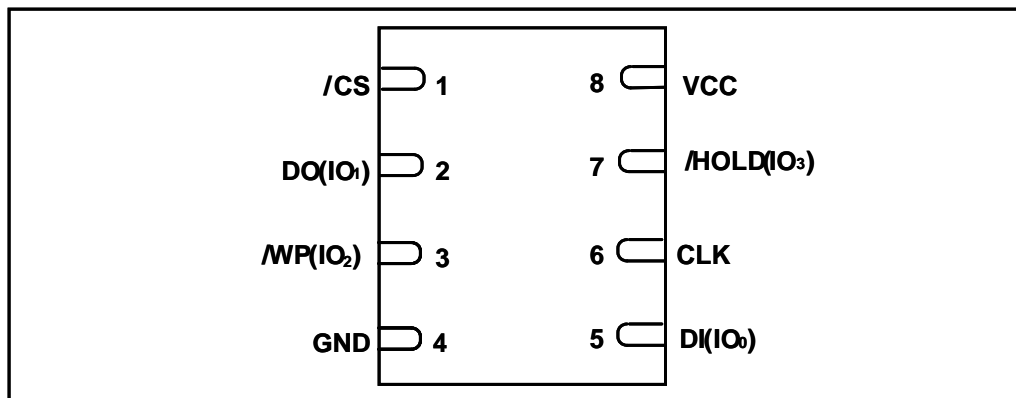 /CS 1 8 VCC
DO(IO₁) 2 7 /HOLD(IO₃)
/WP(IO₂) 3 6 CLK
GND 4 5 DI(IO₀)